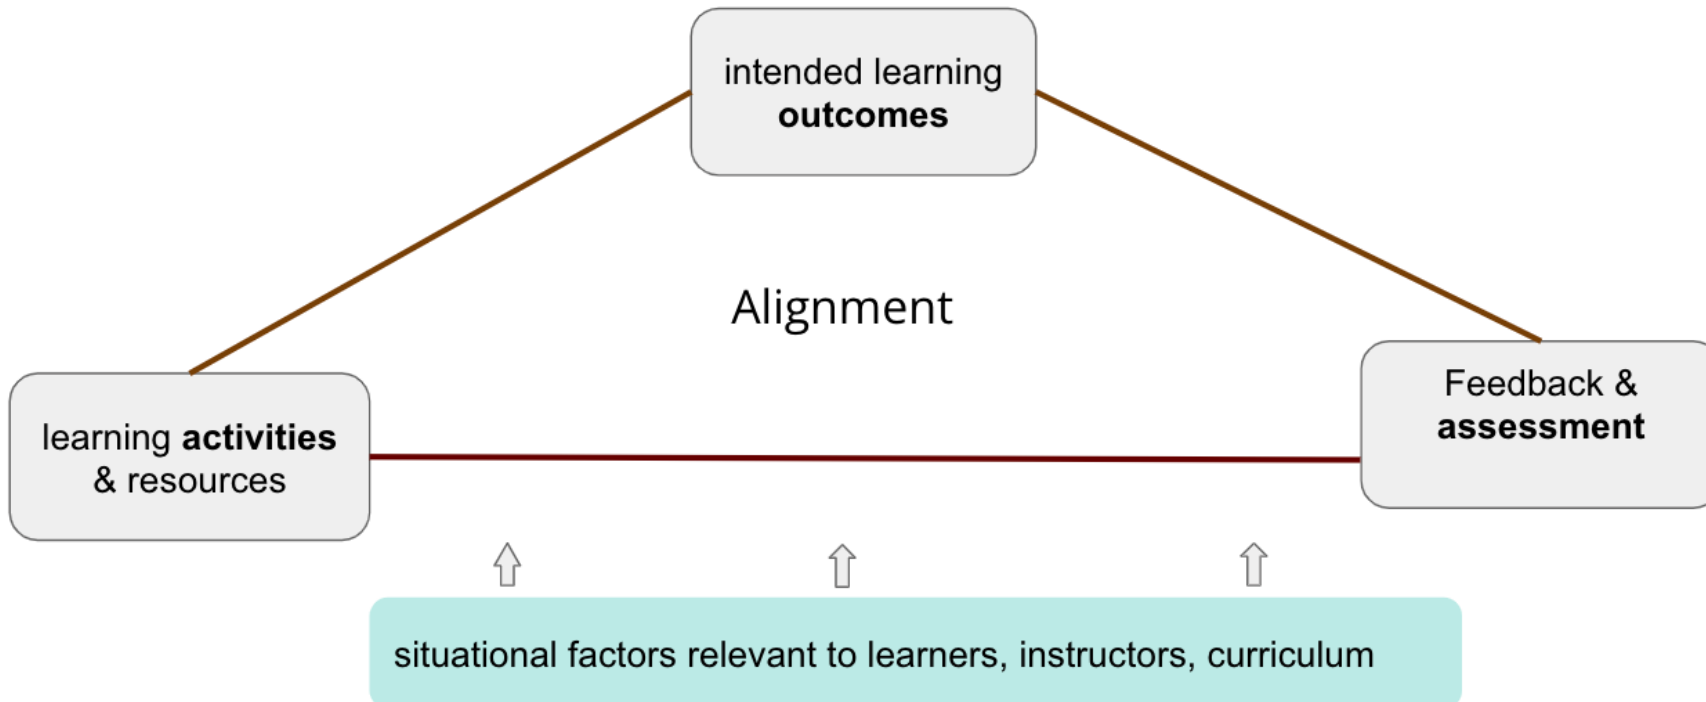 intended learning
outcomes
Alignment
learning activities
& resources
Feedback &
assessment
situational factors relevant to learners, instructors, curriculum